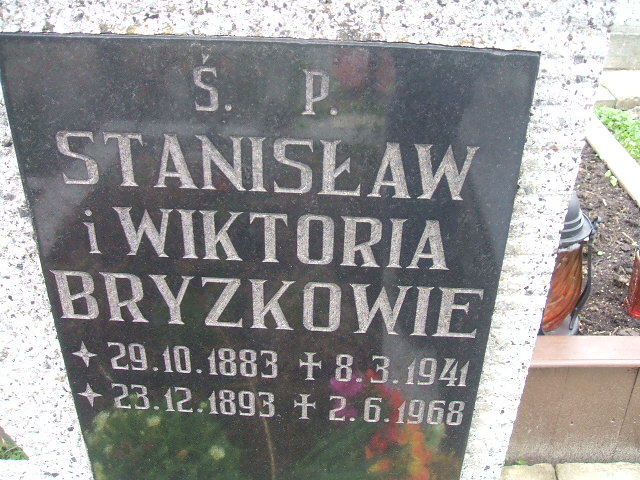 Ś. P.
STANISŁAW
i WIKTORIA
BRYZKOWIE
29.10.1883 8.3.1941
23.12.1893 2.6.1968